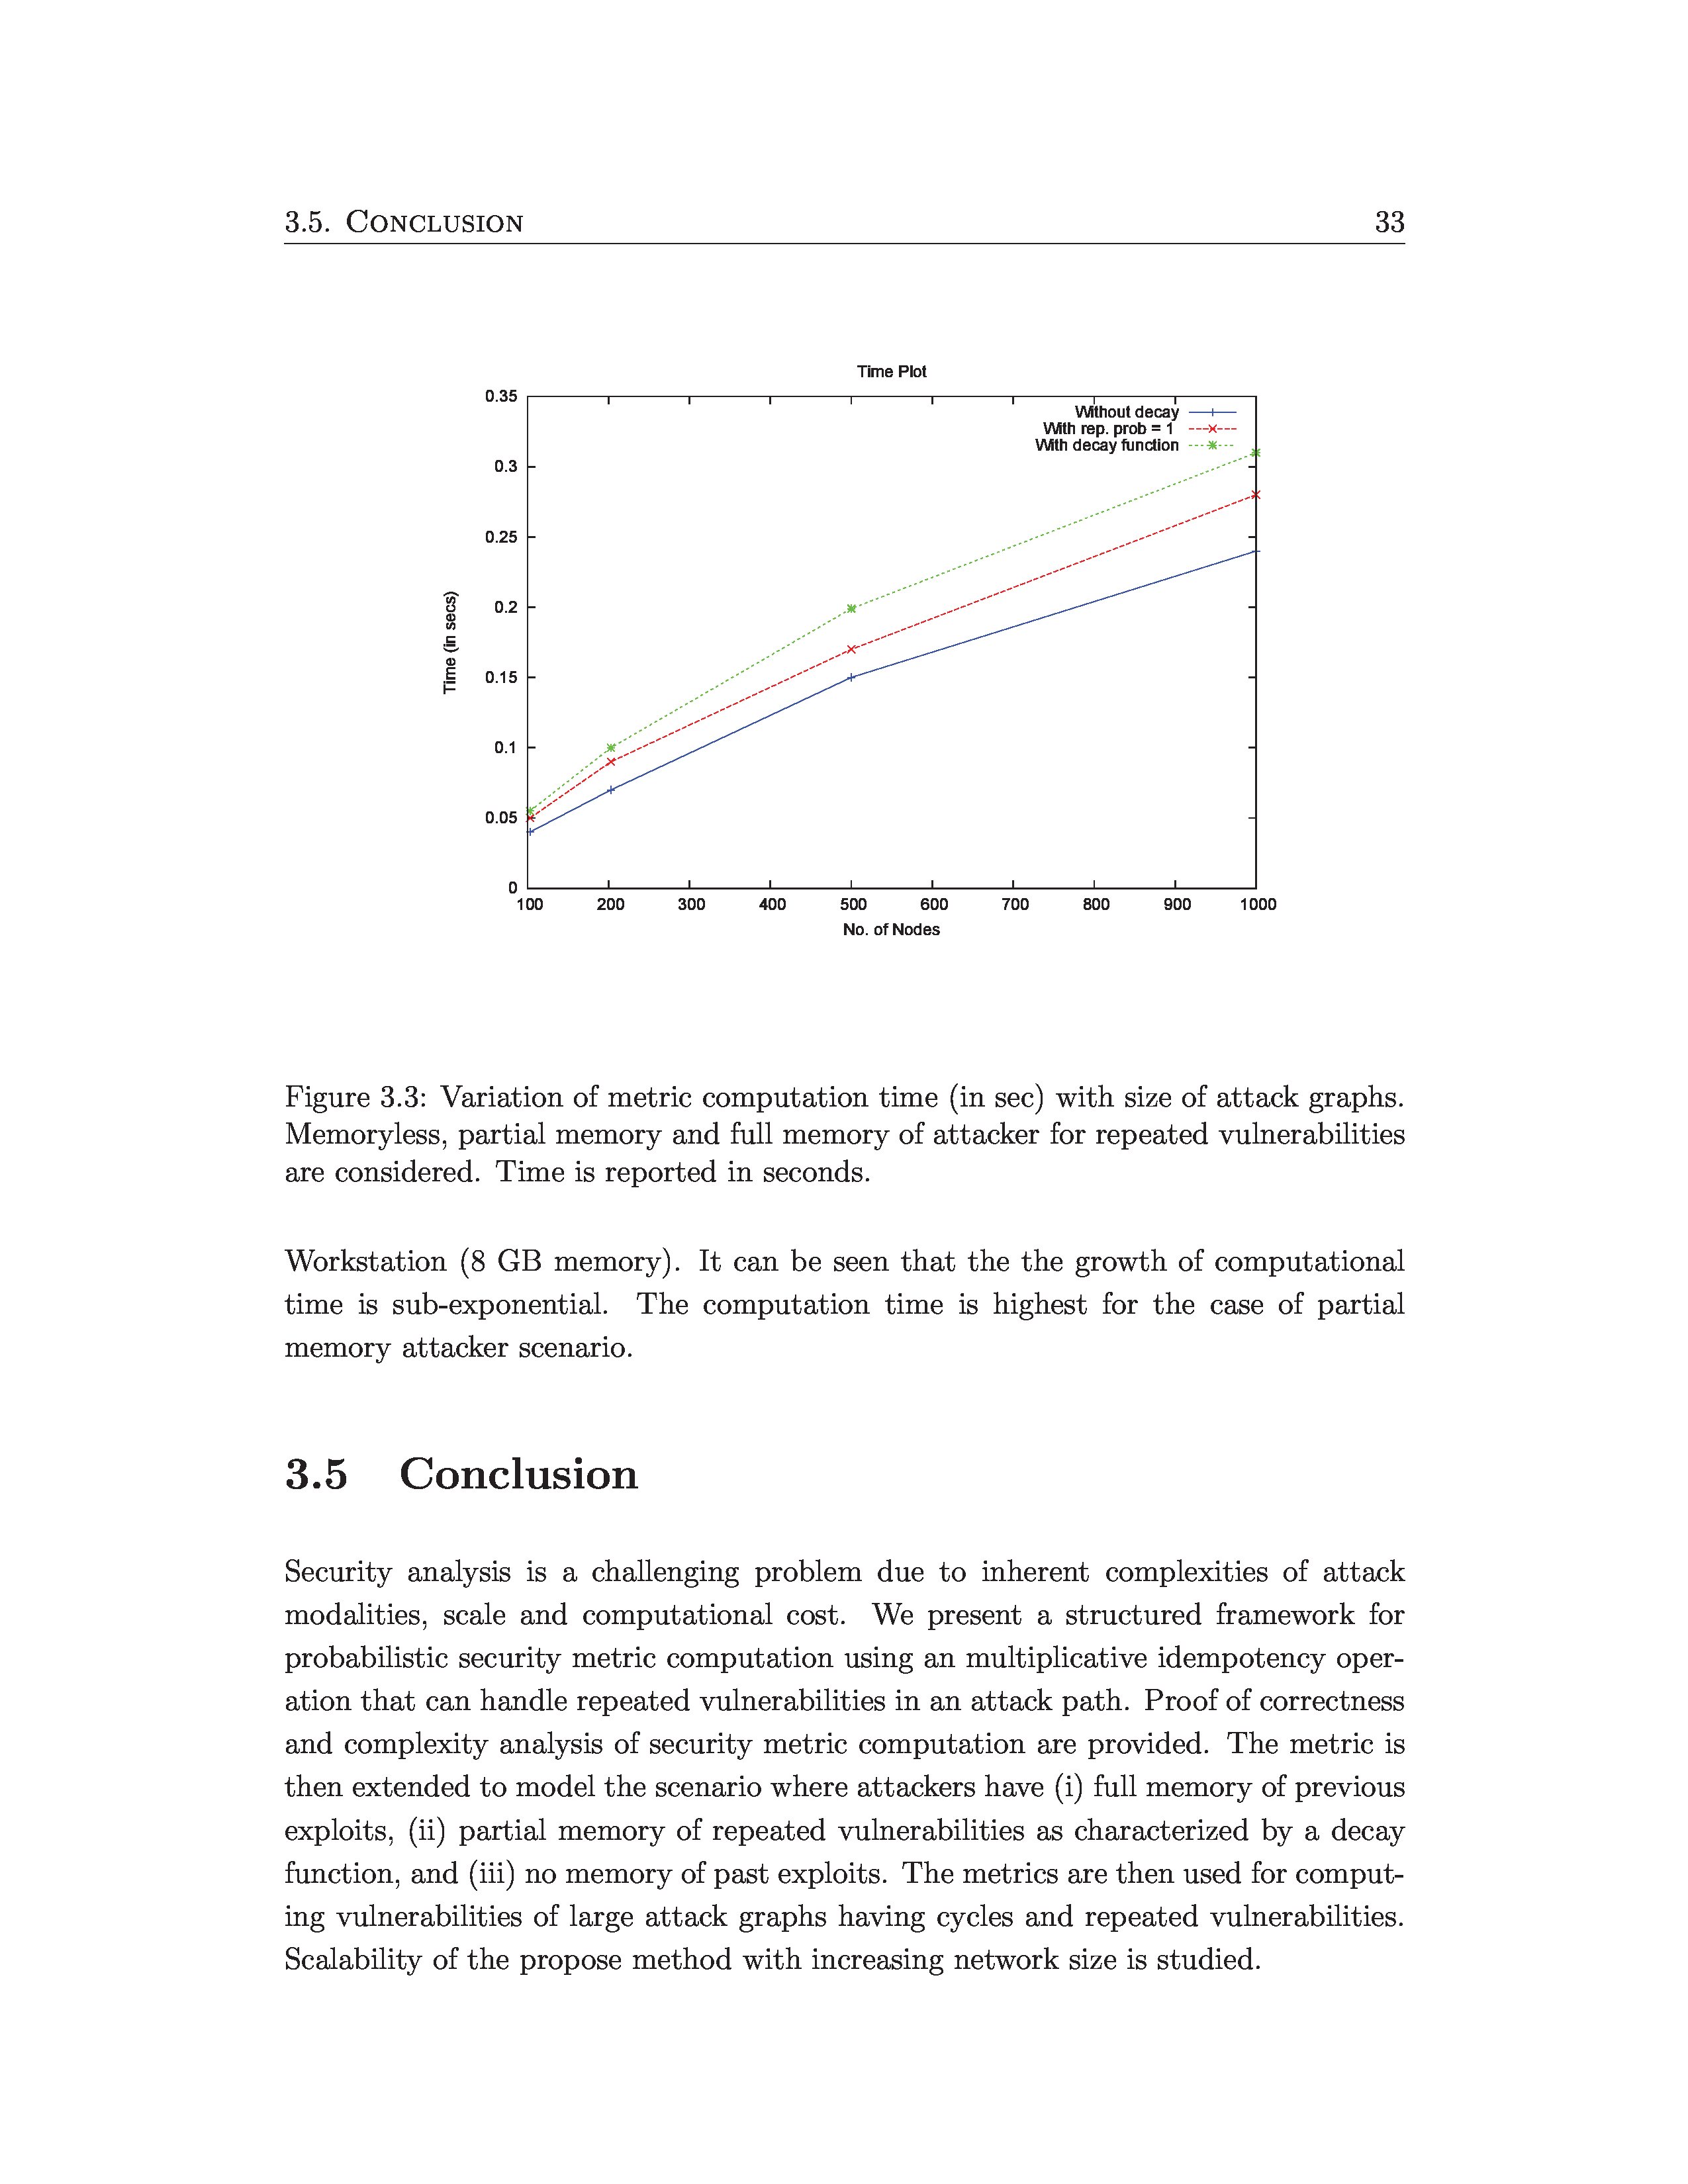 3.5. Conclusion 33
Time Plot
0.35
0.3
0.25
0.2
0.15
0.1
0.05
0
Time (in secs)
Without decay
With rep. prob = 1
With decay function
100 200 300 400 500 600 700 800 900 1000
No. of Nodes
Figure 3.3: Variation of metric computation time (in sec) with size of attack graphs.
Memoryless, partial memory and full memory of attacker for repeated vulnerabilities
are considered. Time is reported in seconds.
Workstation (8 GB memory). It can be seen that the the growth of computational
time is sub-exponential. The computation time is highest for the case of partial
memory attacker scenario.
3.5 Conclusion
Security analysis is a challenging problem due to inherent complexities of attack
modalities, scale and computational cost. We present a structured framework for
probabilistic security metric computation using an multiplicative idempotency oper-
ation that can handle repeated vulnerabilities in an attack path. Proof of correctness
and complexity analysis of security metric computation are provided. The metric is
then extended to model the scenario where attackers have (i) full memory of previous
exploits, (ii) partial memory of repeated vulnerabilities as characterized by a decay
function, and (iii) no memory of past exploits. The metrics are then used for comput-
ing vulnerabilities of large attack graphs having cycles and repeated vulnerabilities.
Scalability of the propose method with increasing network size is studied.